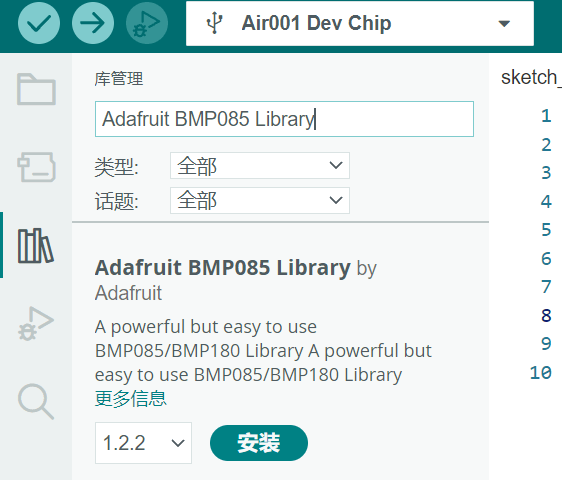 Air001 Dev Chip
库管理
Adafruit BMP085 Library
类型:
全部
话题:
全部
Adafruit BMP085 Library by
Adafruit
A powerful but easy to use
BMP085/BMP180 Library A powerful but
easy to use BMP085/BMP180 Library
更多信息
1.2.2
安装
sketch_
1
2
3
4
5
6
7
8
9
10